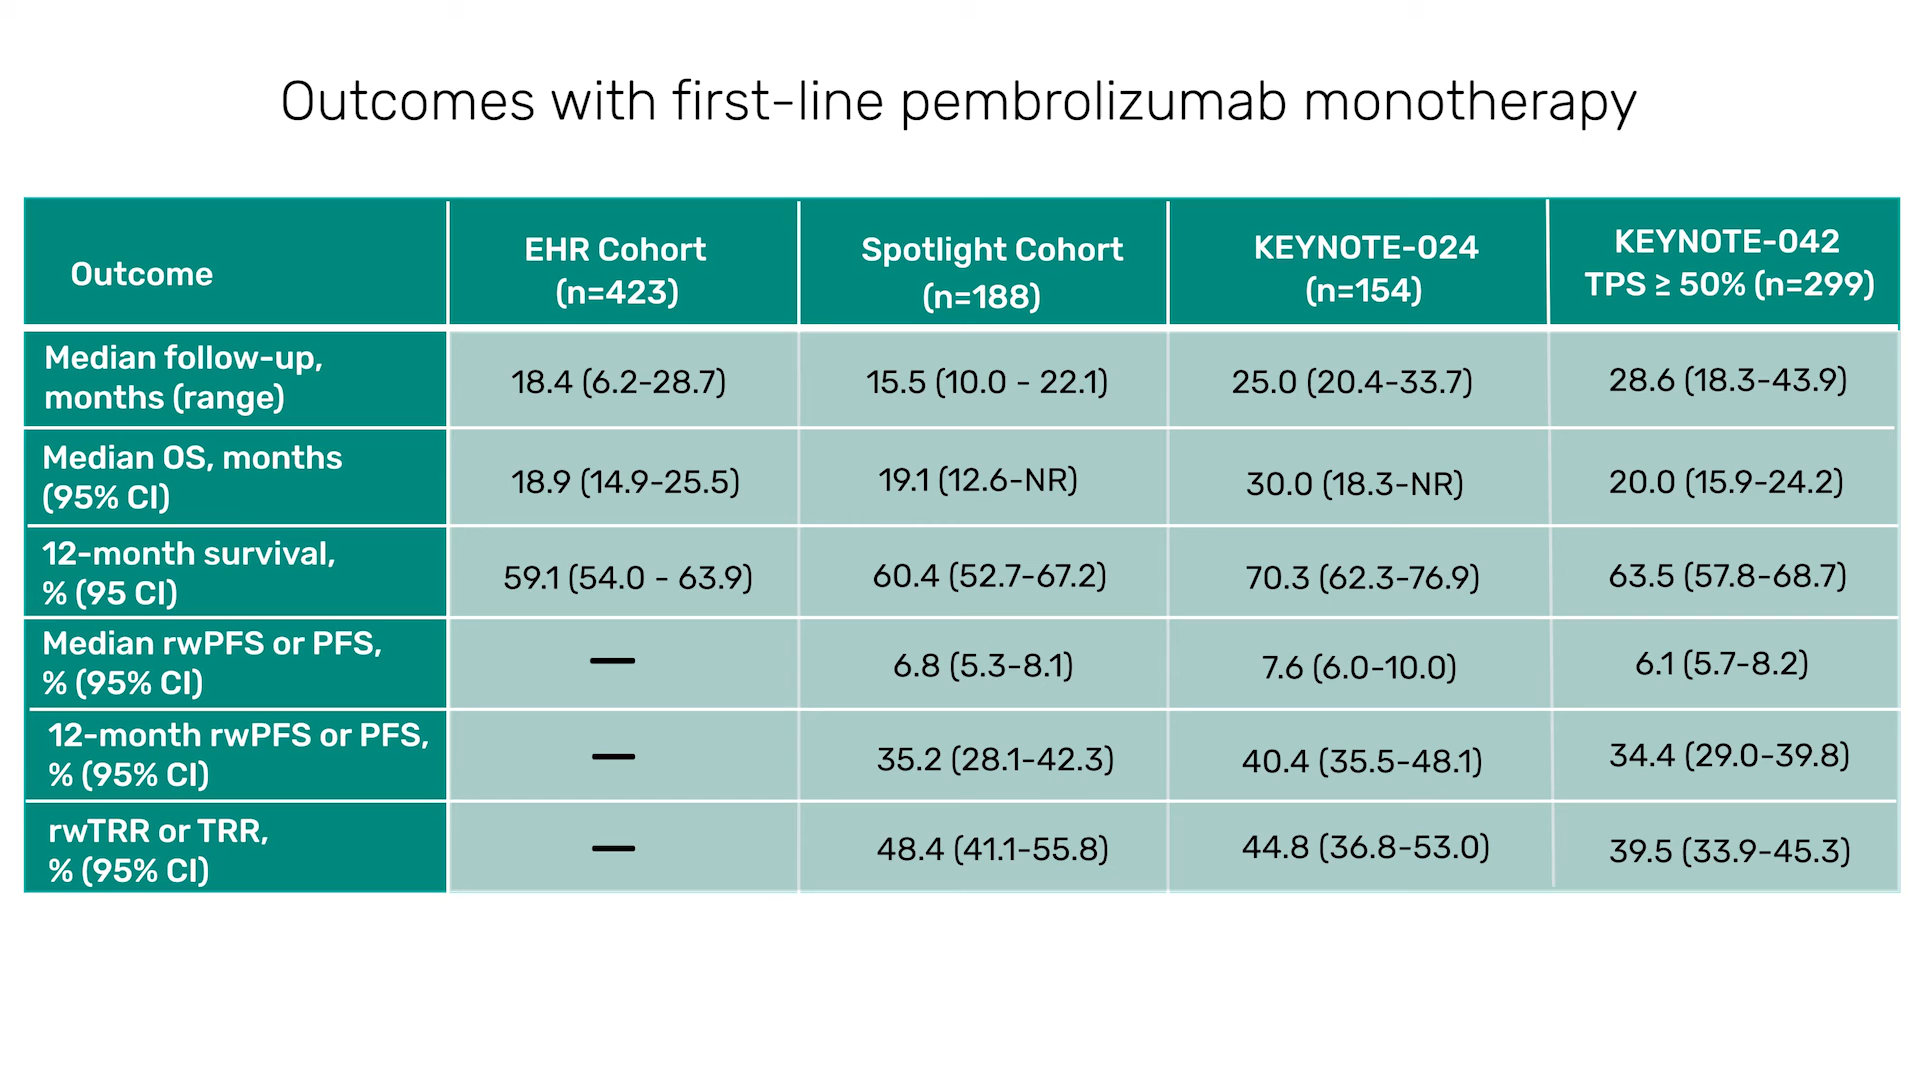 Outcomes with first-line pembrolizumab monotherapy
Outcome
EHR Cohort
(n=423)
Spotlight Cohort
(n=188)
KEYNOTE-024
(n=154)
KEYNOTE-042
TPS ≥ 50% (n=299)
Median follow-up,
months (range)
18.4 (6.2-28.7)
15.5 (10.0 - 22.1)
25.0 (20.4-33.7)
28.6 (18.3-43.9)
Median OS, months
(95% CI)
18.9 (14.9-25.5)
19.1 (12.6-NR)
30.0 (18.3-NR)
20.0 (15.9-24.2)
12-month survival,
% (95 CI)
59.1 (54.0 - 63.9)
60.4 (52.7-67.2)
70.3 (62.3-76.9)
63.5 (57.8-68.7)
Median rwPFS or PFS,
% (95% CI)
—
6.8 (5.3-8.1)
7.6 (6.0-10.0)
6.1 (5.7-8.2)
12-month rwPFS or PFS,
% (95% CI)
—
35.2 (28.1-42.3)
40.4 (35.5-48.1)
34.4 (29.0-39.8)
rwTRR or TRR,
% (95% CI)
—
48.4 (41.1-55.8)
44.8 (36.8-53.0)
39.5 (33.9-45.3)